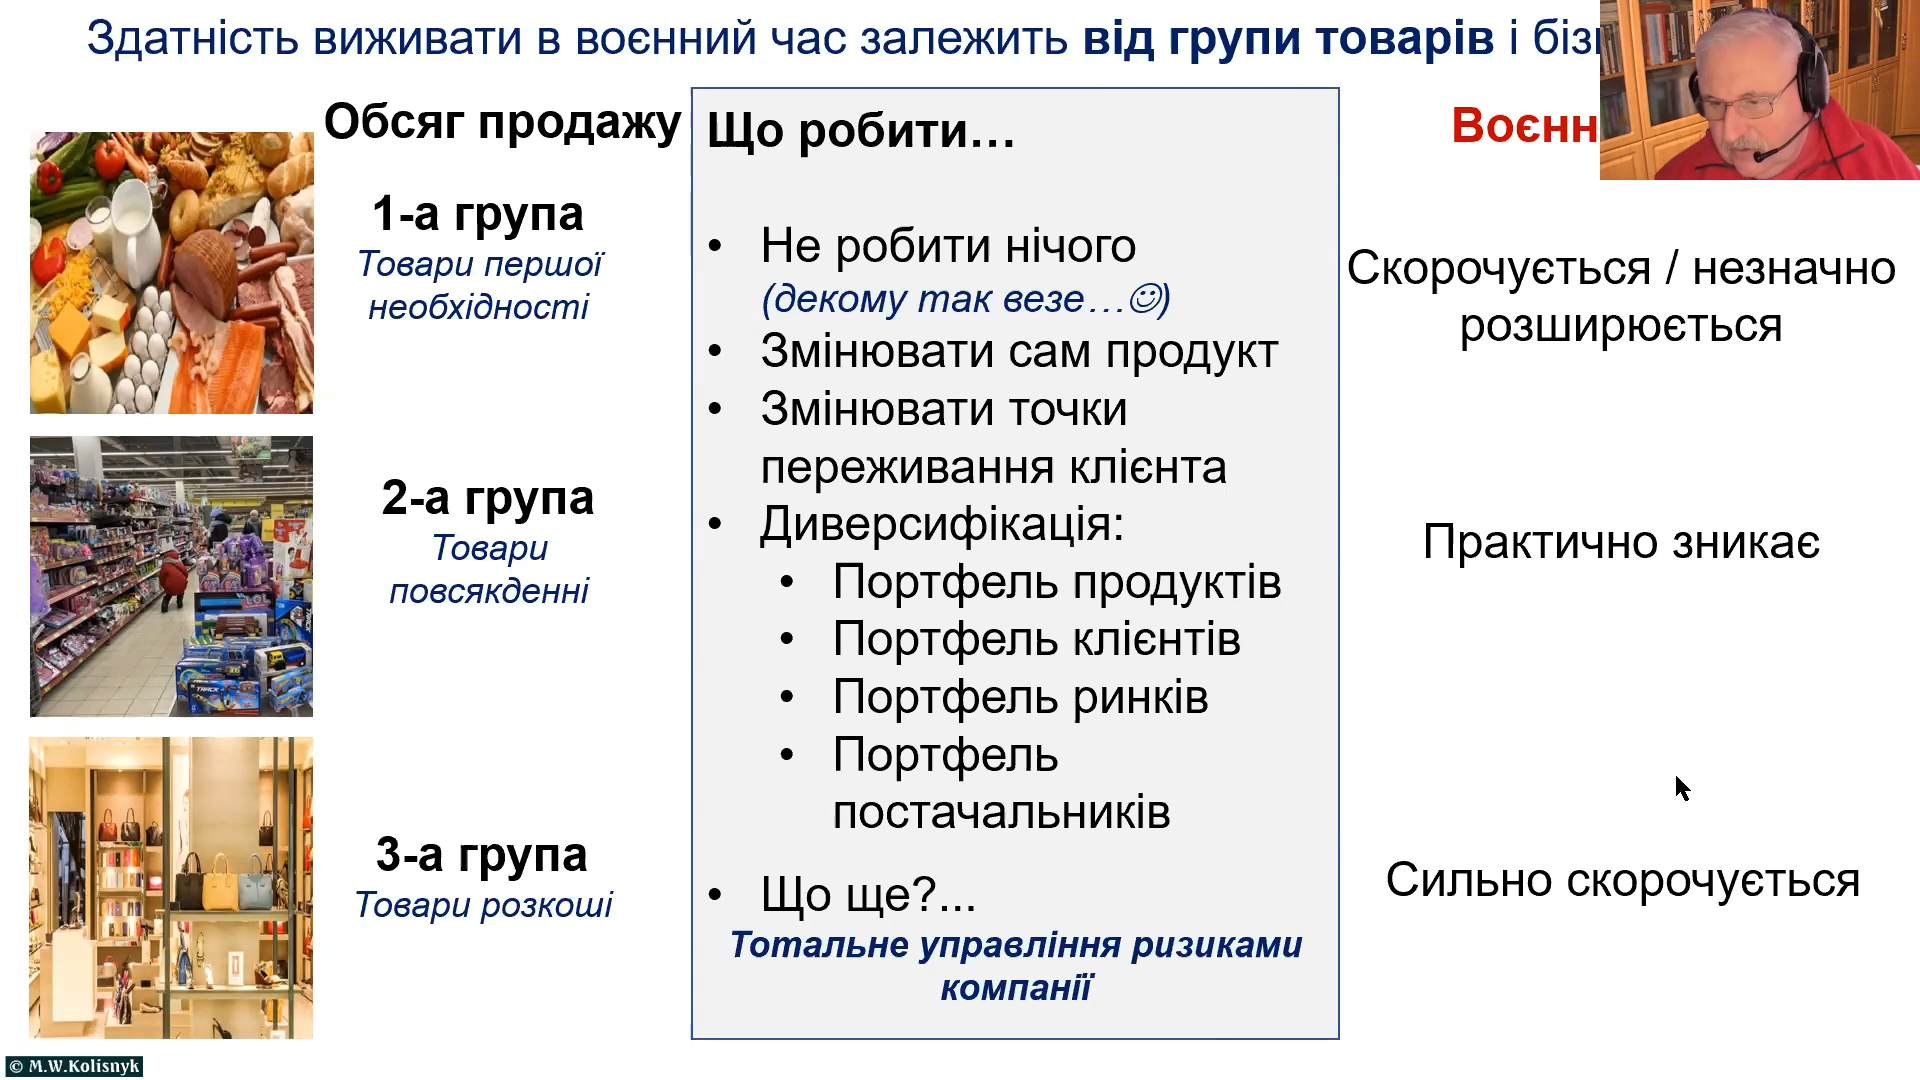 Здатність виживати в воєнний час залежить від групи товарів і
Обсяг продажу
1-а група
Товари першої
необхідності
2-а група
Товари
повсякденні
3-а група
Товари розкоші
Що робити...
• Не робити нічого
(декому так везе...☺)
• Змінювати сам продукт
• Змінювати точки
переживання клієнта
• Диверсифікація:
• Портфель продуктів
• Портфель клієнтів
• Портфель ринків
• Портфель
постачальників
• Що ще?...
Тотальне управління ризиками
компанії
Скорочується / незначно
розширюється
Практично зникає
Сильно скорочується
© M.W.Kolisnyk